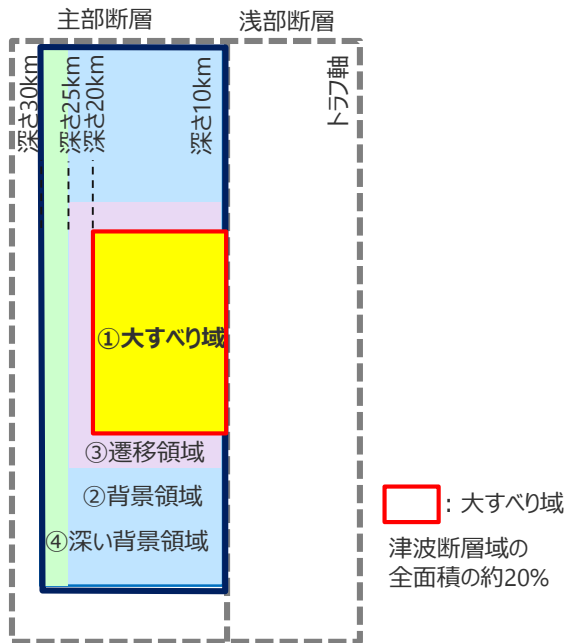 主部断層
浅部断層
深さ30km
深さ25km
深さ20km
深さ10km
トラフ軸
①大すべり域
③遷移領域
②背景領域
④深い背景領域
：大すべり域
津波断層域の
全面積の約20%